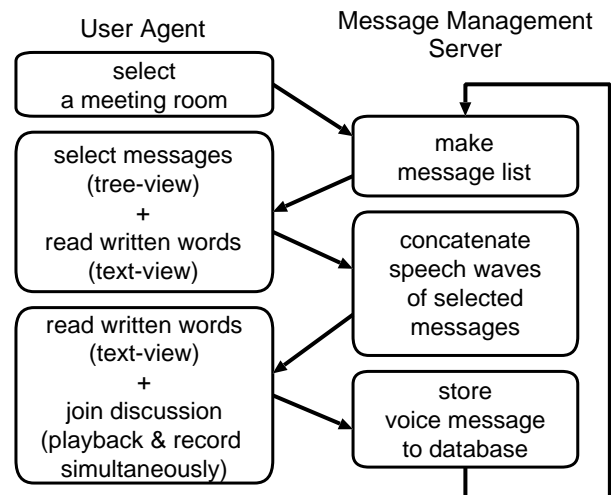 User Agent
Message Management
Server
select
a meeting room
make
message list
select messages
(tree-view)
+
read written words
(text-view)
concatenate
speech waves
of selected
messages
read written words
(text-view)
+
join discussion
(playback & record
simultaneously)
store
voice message
to database